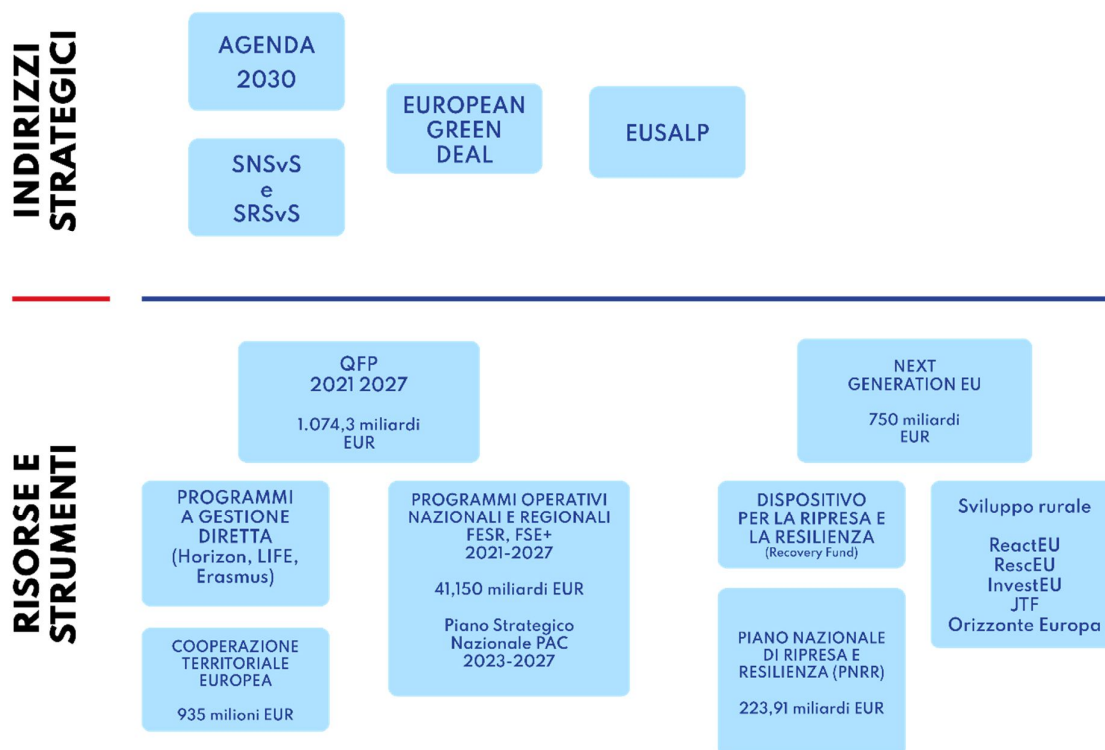 INDIRIZZI
STRATEGICI
AGENDA
2030
SNSvS
e
SRSvS
EUROPEAN
GREEN
DEAL
EUSALP
RISORSE E
STRUMENTI
QFP
2021 2027
1.074,3 miliardi
EUR
PROGRAMMI
A GESTIONE
DIRETTA
(Horizon, LIFE,
Erasmus)
COOPERAZIONE
TERRITORIALE
EUROPEA
935 milioni EUR
PROGRAMMI OPERATIVI
NAZIONALI E REGIONALI
FESR, FSE+
2021-2027
41,150 miliardi EUR
Piano Strategico
Nazionale PAC
2023-2027
NEXT
GENERATION EU
750 miliardi
EUR
DISPOSITIVO
PER LA RIPRESA E
LA RESILIENZA
(Recovery Fund)
PIANO NAZIONALE
DI RIPRESA E
RESILIENZA (PNRR)
223,91 miliardi EUR
Sviluppo rurale
ReactEU
RescEU
InvestEU
JTF
Orizzonte Europa